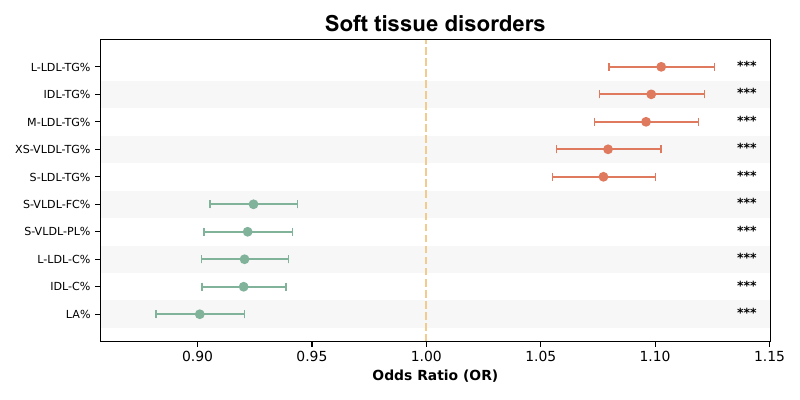 Soft tissue disorders
L-LDL-TG% ***
IDL-TG% ***
M-LDL-TG% ***
XS-VLDL-TG% ***
S-LDL-TG% ***
S-VLDL-FC% ***
S-VLDL-PL% ***
L-LDL-C% ***
IDL-C% ***
LA% ***
0.90 0.95 1.00 1.05 1.10 1.15
Odds Ratio (OR)